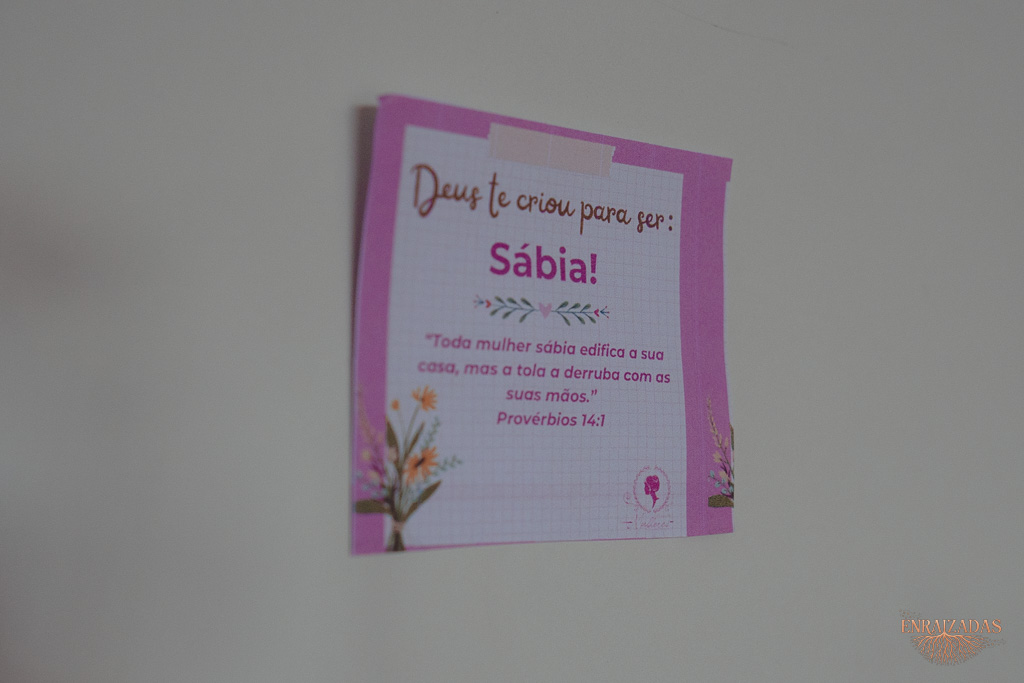 Deus te criou para ser:
Sábia!
“Toda mulher sábia edifica a sua
casa, mas a tola a derruba com as
suas mãos.”
Provérbios 14:1
ENRAIZADAS